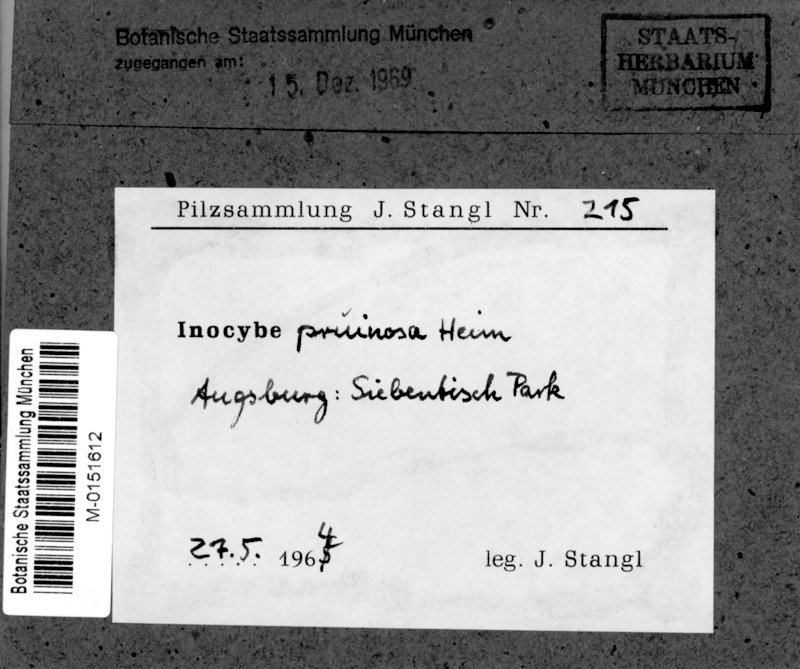 Botanische Staatssammlung München
zugegangen am:
15. Dez. 1969
STAATS-
HERBARIUM
MÜNCHEN
Pilzsammlung J. Stangl Nr. 215
Inocybe pruinosa Heim
Augsburg: Siebentisch Park
27.5. 1964
leg. J. Stangl
Botanische Staatssammlung München
M-0151612